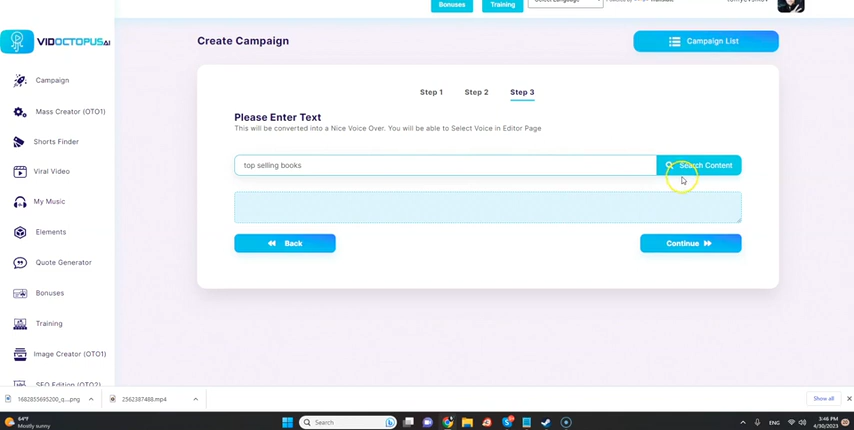 Bonuses
Training
Select Language
VIDOCTOPUS AI
Create Campaign
Campaign List
Campaign
Mass Creator (OTO1)
Shorts Finder
Viral Video
My Music
Elements
Quote Generator
Bonuses
Training
Image Creator (OTO1)
SEO Edition (OTO2)
Step 1
Step 2
Step 3
Please Enter Text
This will be converted into a Nice Voice Over. You will be able to Select Voice in Editor Page
top selling books
Search Content
Back
Continue
1682855695200_q....png
2562387488.mp4
Show all
64°F
Mostly sunny
Search
ENG
3:46 PM
4/30/2023